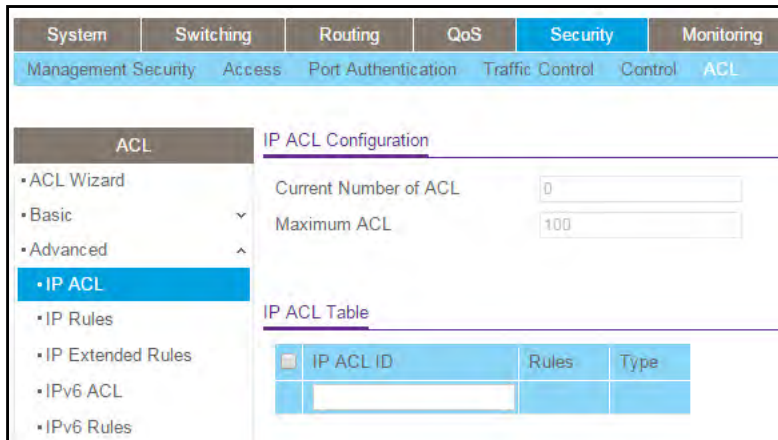 System Switching Routing QoS Security Monitoring
Management Security Access Port Authentication Traffic Control Control ACL
ACL
ACL Wizard
Basic
Advanced
IP ACL
IP Rules
IP Extended Rules
IPv6 ACL
IPv6 Rules
IP ACL Configuration
Current Number of ACL 0
Maximum ACL 100
IP ACL Table
IP ACL ID Rules Type